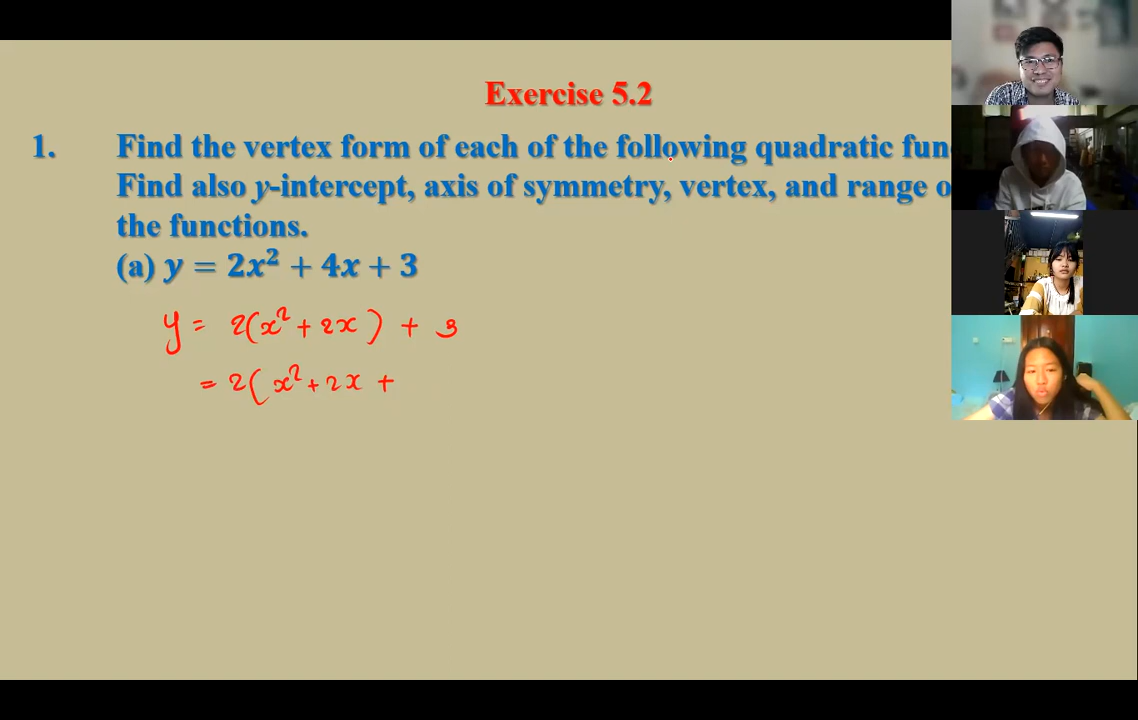 Exercise 5.2
1. Find the vertex form of each of the following quadratic
Find also y-intercept, axis of symmetry, vertex, and range
the functions.
(a) y = 2x² + 4x + 3
y = 2(x² + 2x) + 3
= 2(x² + 2x +